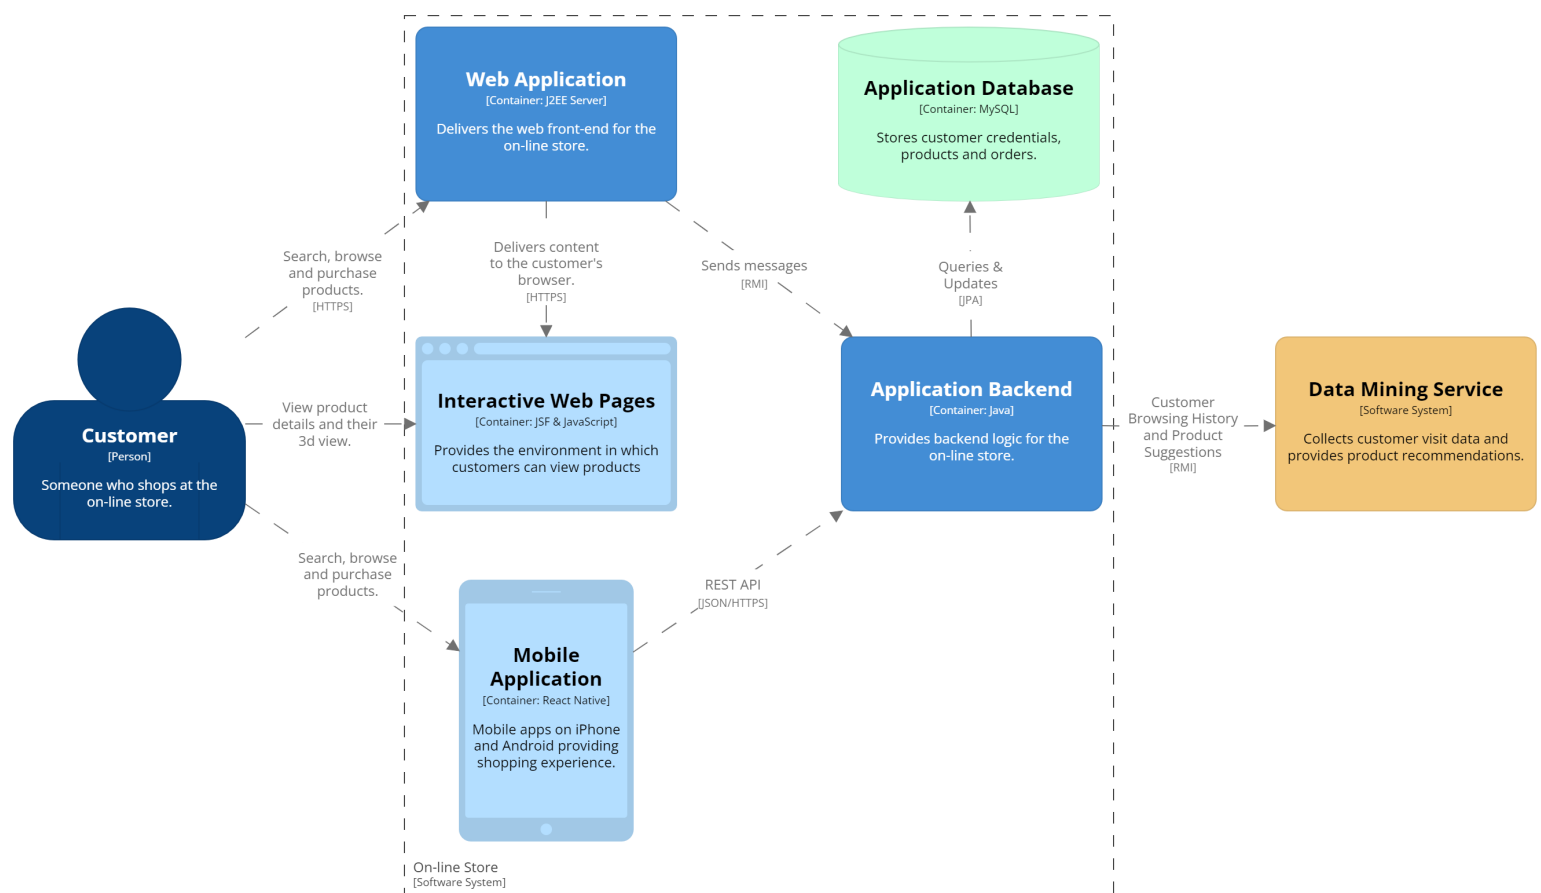 Web Application
[Container: J2EE Server]
Delivers the web front-end for the
on-line store.
Application Database
[Container: MySQL]
Stores customer credentials,
products and orders.
Search, browse
and purchase
products.
[HTTPS]
Delivers content
to the customer's
browser.
[HTTPS]
Sends messages
[RMI]
Queries &
Updates
[JPA]
Customer
[Person]
Someone who shops at the
on-line store.
View product
details and their
3d view.
Interactive Web Pages
[Container: JSF & JavaScript]
Provides the environment in which
customers can view products
Application Backend
[Container: Java]
Provides backend logic for the
on-line store.
Customer
Browsing History
and Product
Suggestions
[RMI]
Data Mining Service
[Software System]
Collects customer visit data and
provides product recommendations.
Search, browse
and purchase
products.
REST API
[JSON/HTTPS]
Mobile
Application
[Container: React Native]
Mobile apps on iPhone
and Android providing
shopping experience.
On-line Store
[Software System]